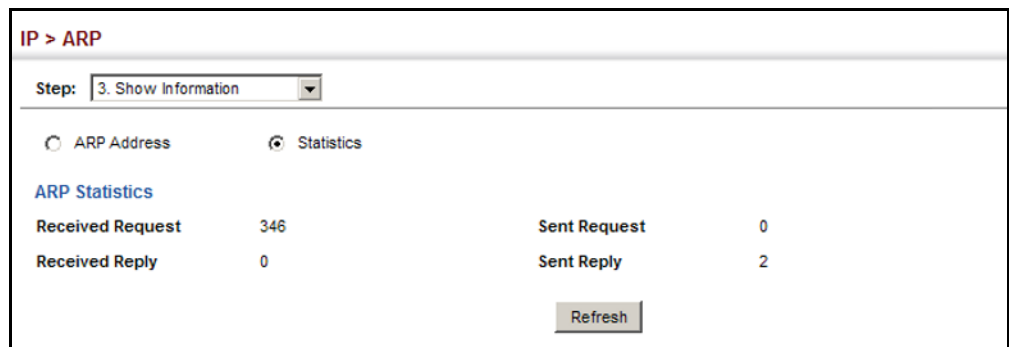 IP > ARP
Step: 3. Show Information
ARP Address Statistics
ARP Statistics
Received Request 346 Sent Request 0
Received Reply 0 Sent Reply 2
Refresh